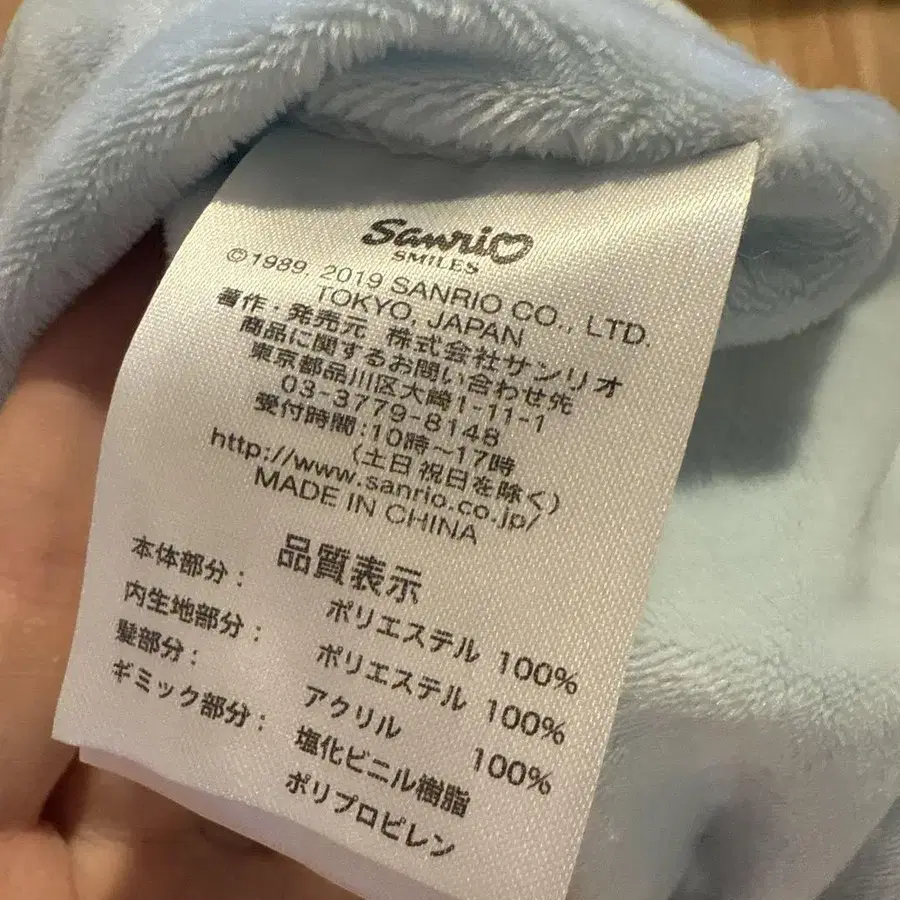 Sanrio
SMILES
©1989, 2019 SANRIO CO., LTD.
TOKYO, JAPAN
著作・発売元 株式会社サンリオ
商品に関するお問い合わせ先
東京都品川区大崎1-11-1
03-3779-8148
受付時間:10時〜17時
(土日祝日を除く)
http://www.sanrio.co.jp/
MADE IN CHINA
品質表示
本体部分: ポリエステル 100%
内生地部分: ポリエステル 100%
髪部分: アクリル 100%
ギミック部分: 塩化ビニル樹脂
ポリプロピレン